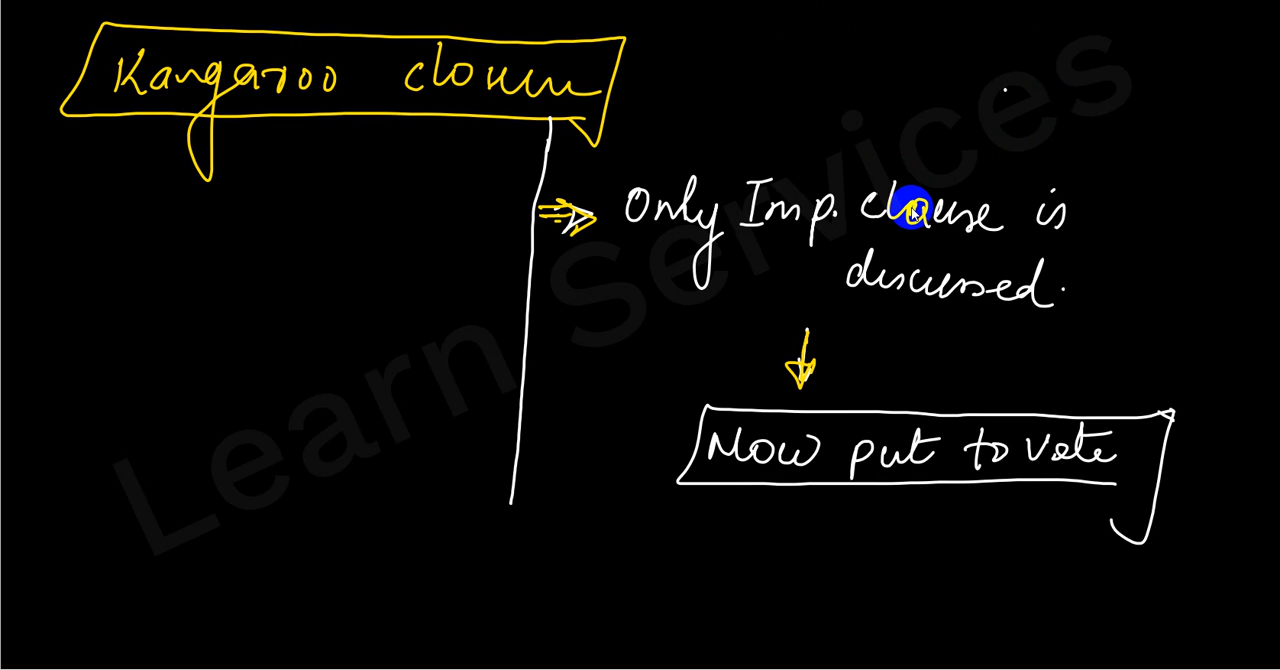 Kangaroo closure
Only Imp. clause is
discussed.
Now put to vote
Learn Services